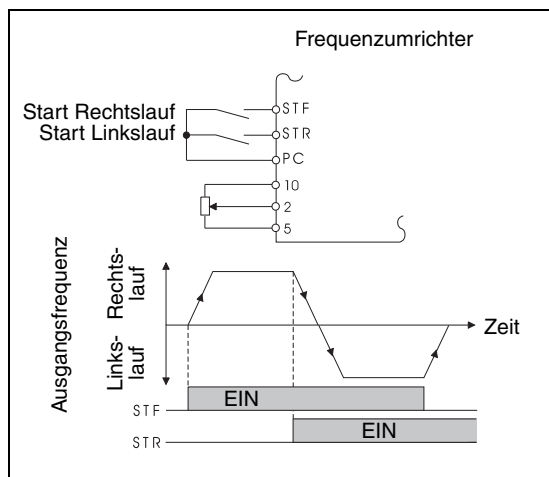 Frequenzumrichter
Start Rechtslauf
Start Linkslauf
STF
STR
PC
10
2
5
Ausgangsfrequenz
Rechts-
lauf
Links-
lauf
Zeit
STF
EIN
STR
EIN